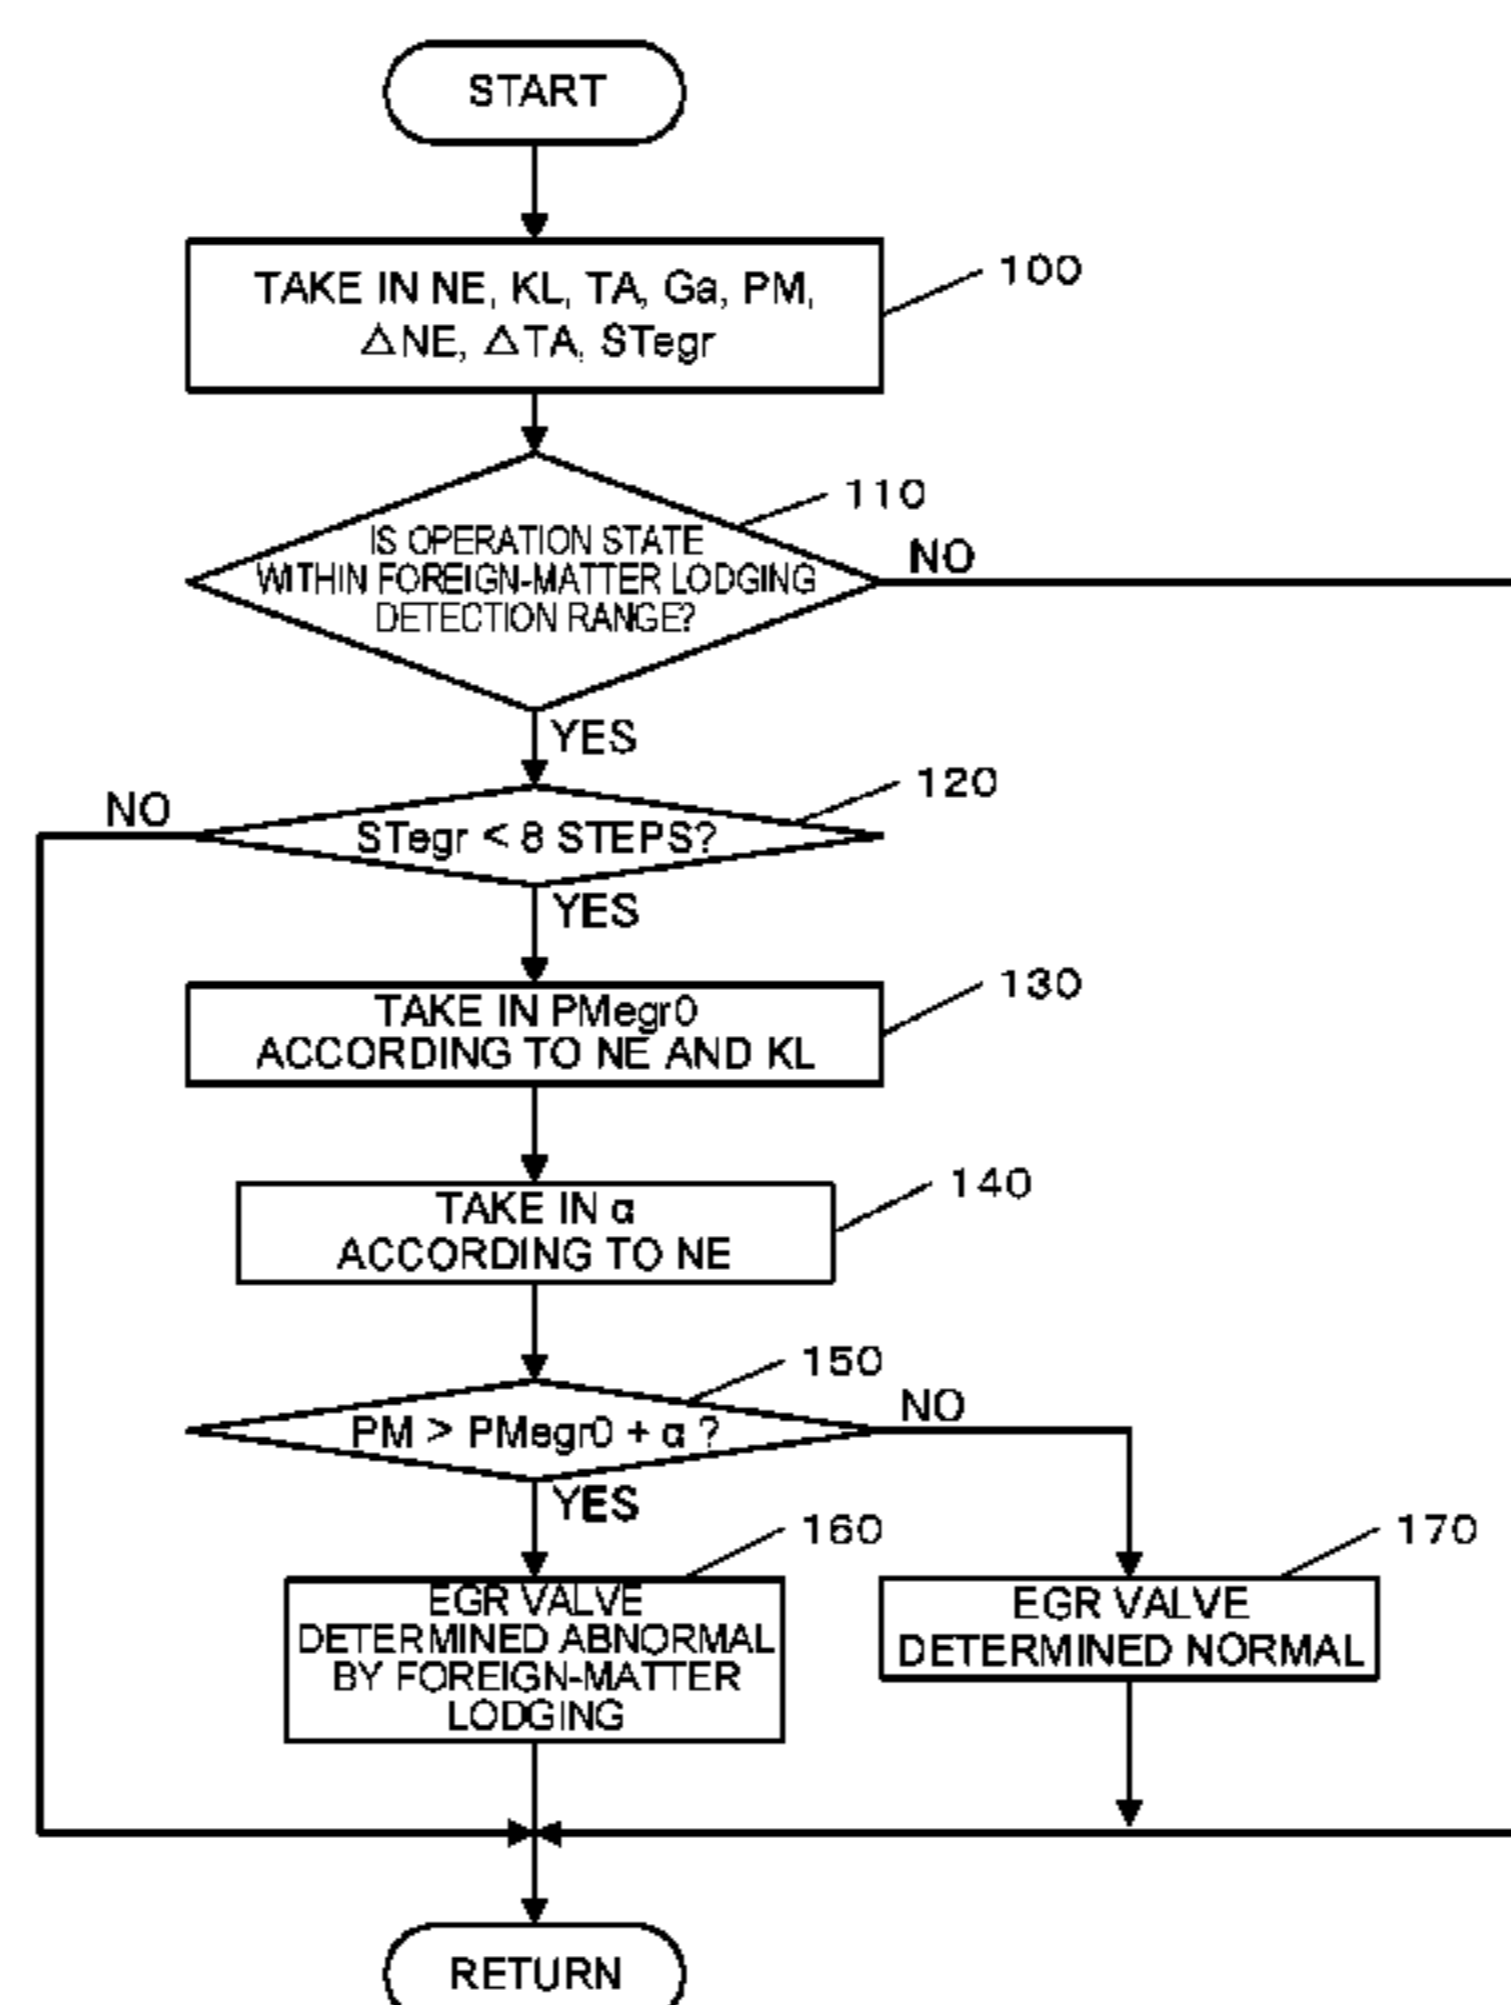 START
TAKE IN NE, KL, TA, Ga, PM,
△NE, △TA, STegr
100
110
IS OPERATION STATE
WITHIN FOREIGN-MATTER LODGING
DETECTION RANGE?
NO
YES
120
NO
STegr < 8 STEPS?
YES
130
TAKE IN PMegr0
ACCORDING TO NE AND KL
140
TAKE IN α
ACCORDING TO NE
150
NO
PM > PMegr0 + α ?
YES
160
170
EGR VALVE
DETERMINED ABNORMAL
BY FOREIGN-MATTER
LODGING
EGR VALVE
DETERMINED NORMAL
RETURN